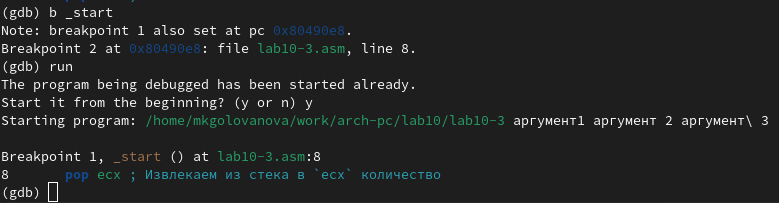 (gdb) b _start
Note: breakpoint 1 also set at pc 0x80490e8.
Breakpoint 2 at 0x80490e8: file lab10-3.asm, line 8.
(gdb) run
The program being debugged has been started already.
Start it from the beginning? (y or n) y
Starting program: /home/mkgolovanova/work/arch-pc/lab10/lab10-3 аргумент1 аргумент 2 аргумент\ 3

Breakpoint 1, _start () at lab10-3.asm:8
8       pop ecx ; Извлекаем из стека в `ecx` количество
(gdb)